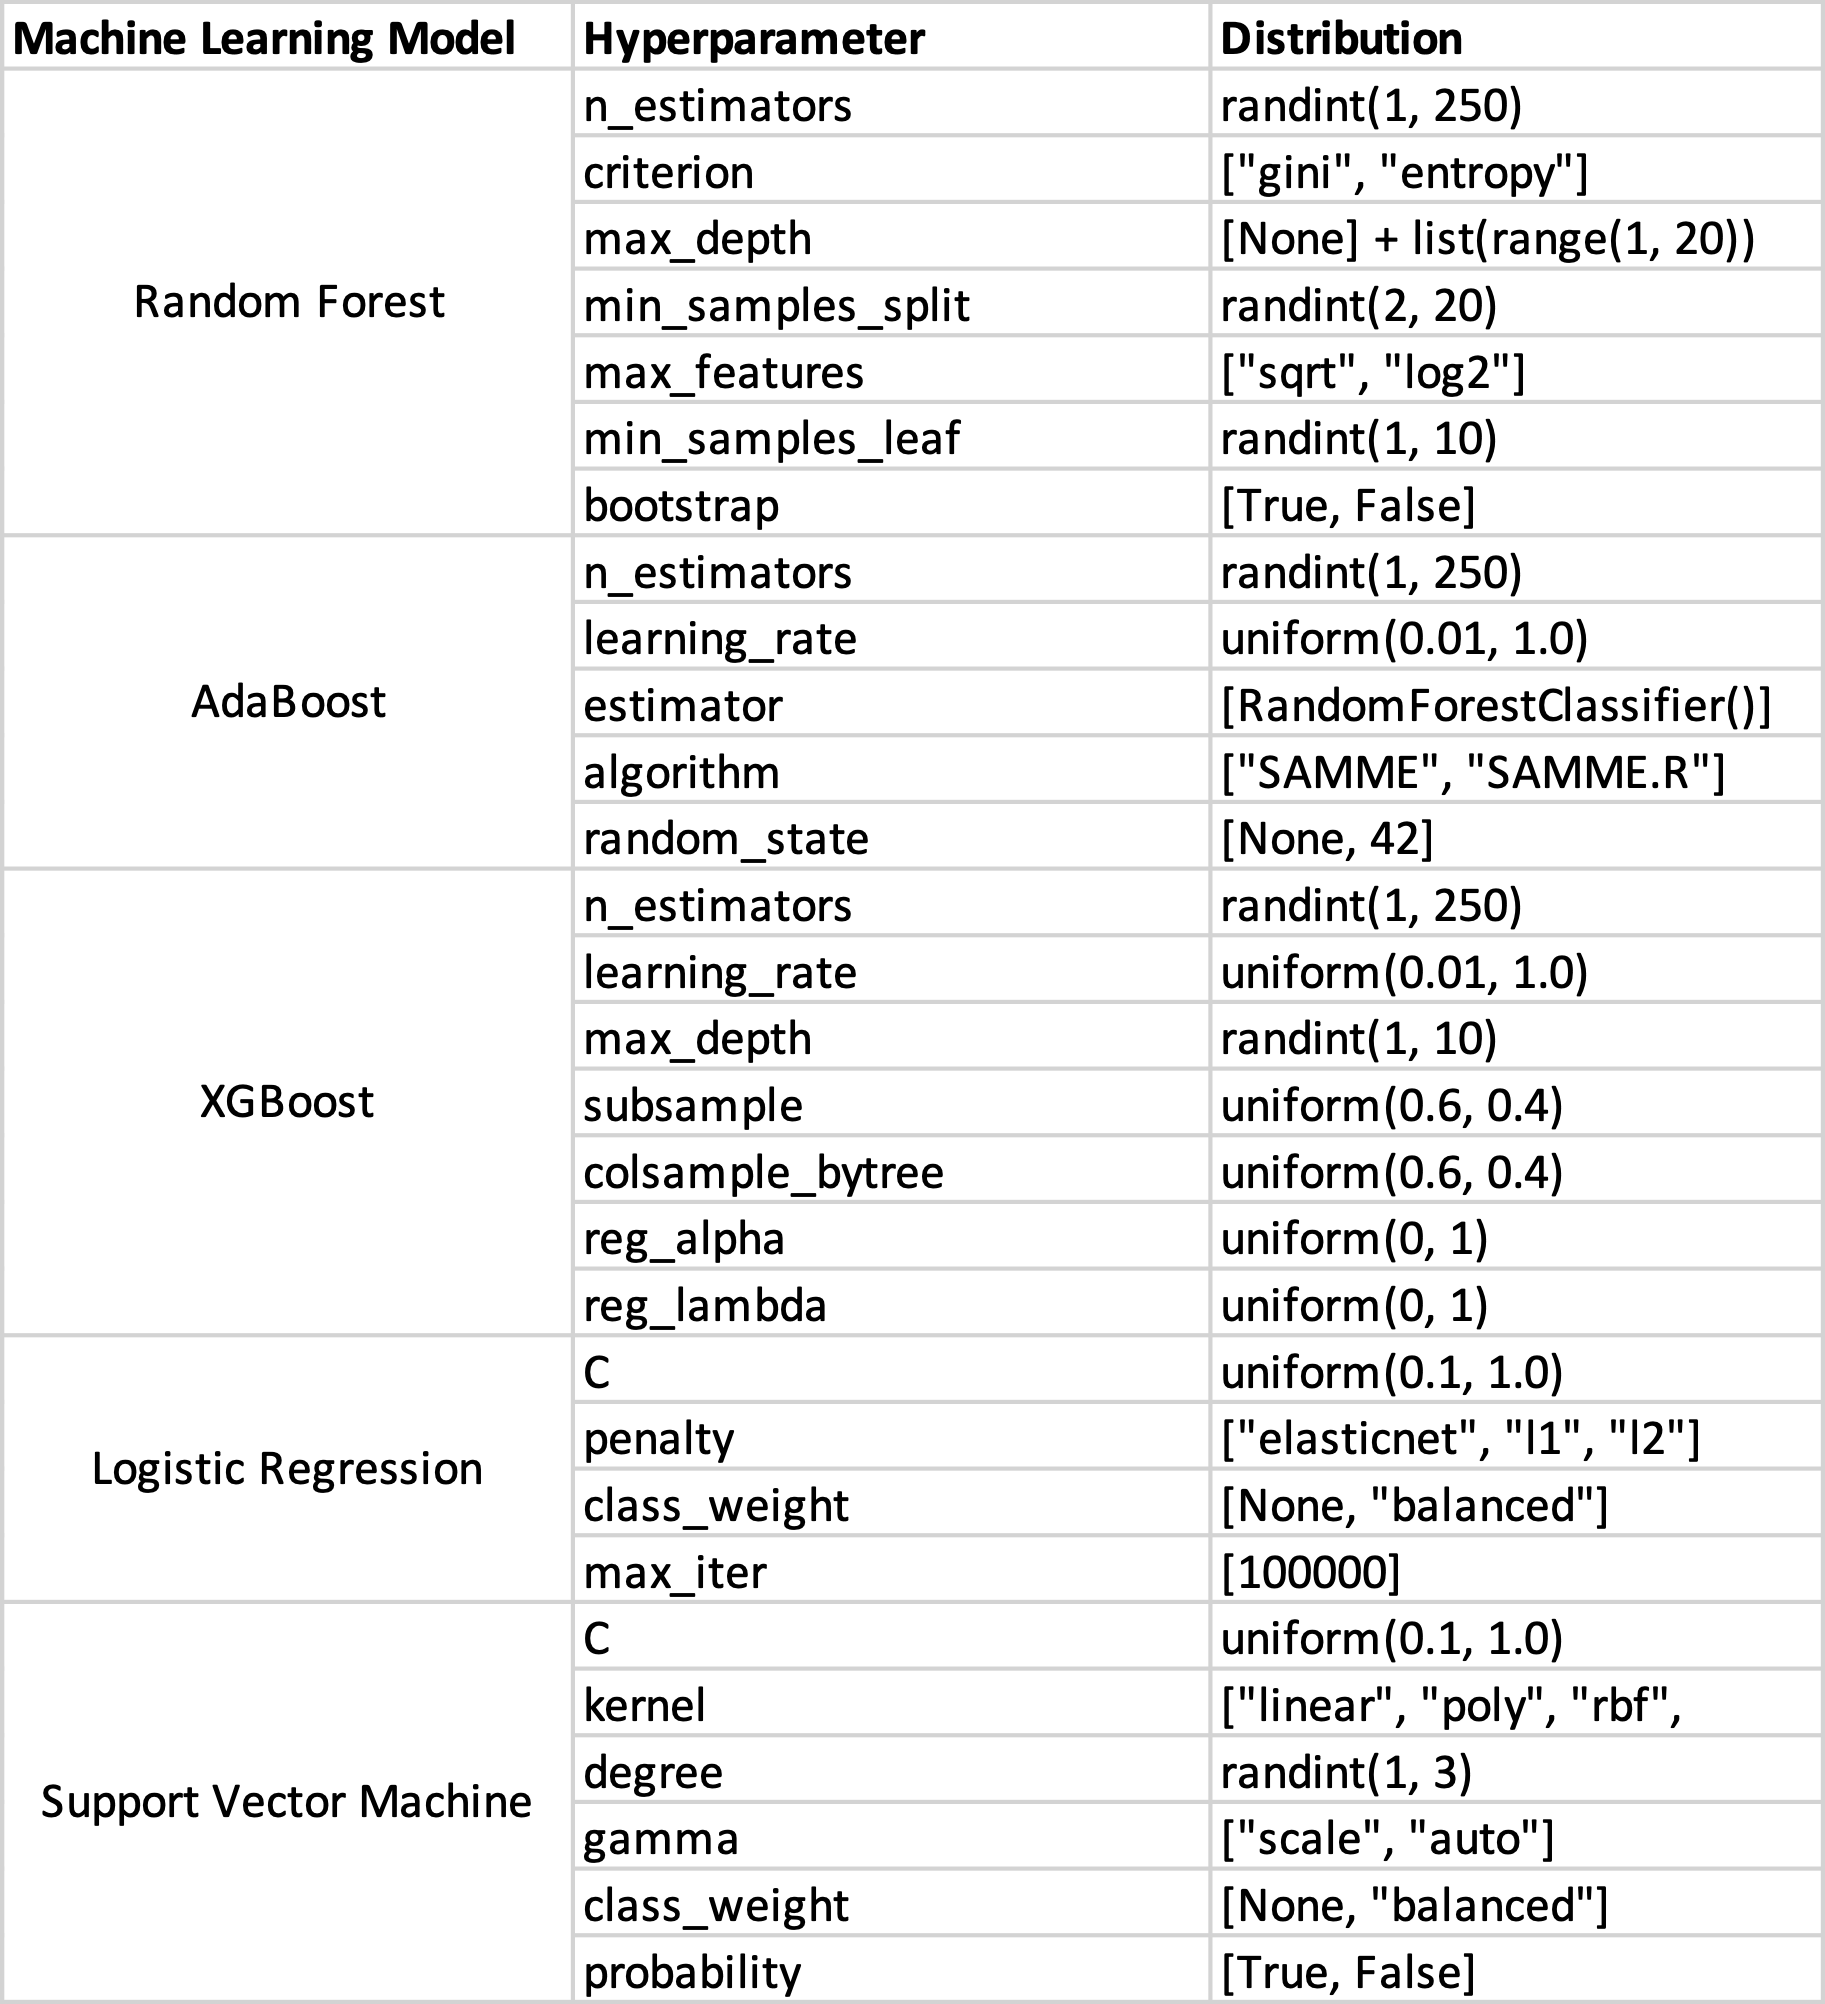 Machine Learning Model Hyperparameter Distribution
Random Forest
n_estimators randint(1, 250)
criterion ["gini", "entropy"]
max_depth [None] + list(range(1, 20))
min_samples_split randint(2, 20)
max_features ["sqrt", "log2"]
min_samples_leaf randint(1, 10)
bootstrap [True, False]
AdaBoost
n_estimators randint(1, 250)
learning_rate uniform(0.01, 1.0)
estimator [RandomForestClassifier()]
algorithm ["SAMME", "SAMME.R"]
random_state [None, 42]
XGBoost
n_estimators randint(1, 250)
learning_rate uniform(0.01, 1.0)
max_depth randint(1, 10)
subsample uniform(0.6, 0.4)
colsample_bytree uniform(0.6, 0.4)
reg_alpha uniform(0, 1)
reg_lambda uniform(0, 1)
Logistic Regression
C uniform(0.1, 1.0)
penalty ["elasticnet", "l1", "l2"]
class_weight [None, "balanced"]
max_iter [100000]
Support Vector Machine
C uniform(0.1, 1.0)
kernel ["linear", "poly", "rbf",
degree randint(1, 3)
gamma ["scale", "auto"]
class_weight [None, "balanced"]
probability [True, False]